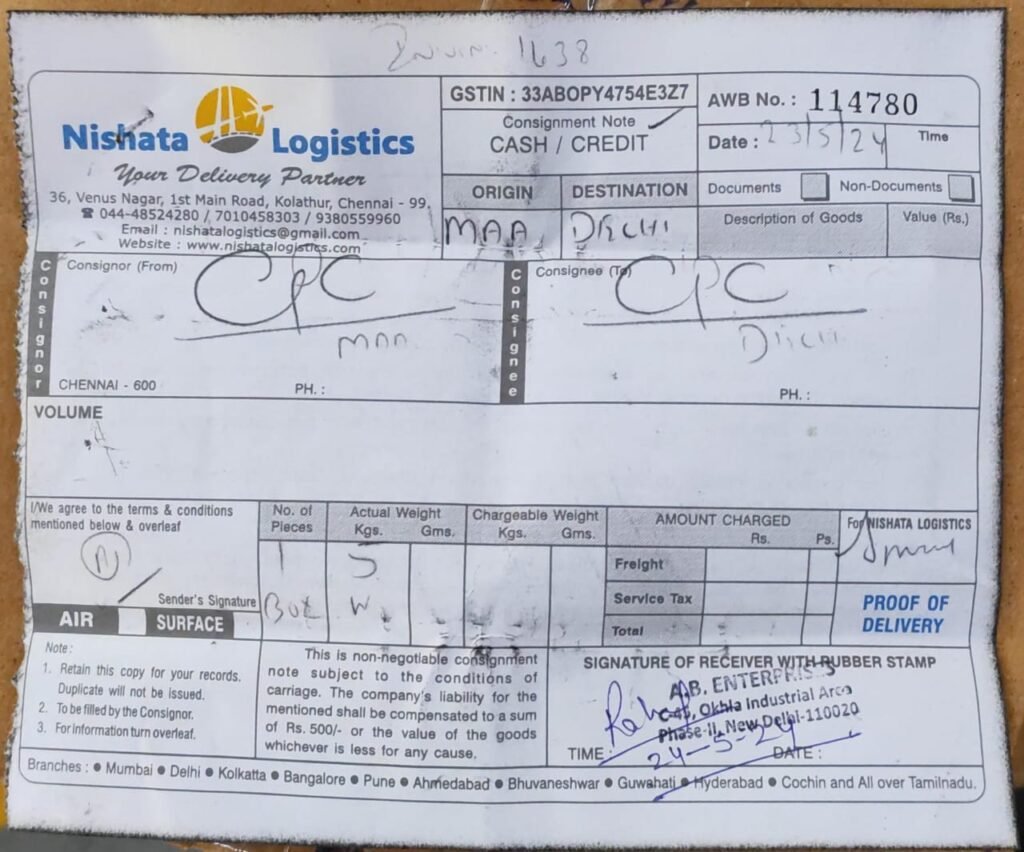 1638
Nishata Logistics
Your Delivery Partner
36, Venus Nagar, 1st Main Road, Kolathur, Chennai - 99.
☎ 044-48524280 / 7010458303 / 9380559960
Email : nishatalogistics@gmail.com
Website : www.nishatalogistics.com
GSTIN : 33ABOPY4754E3Z7
Consignment Note
CASH / CREDIT
AWB No. : 114780
Date : 23/5/24 Time
ORIGIN DESTINATION
MAA
Documents Non-Documents
Description of Goods Value (Rs.)
Consignor
Consignor (From)
CPC
MAA
CHENNAI - 600 PH. :
Consignee
Consignee (To)
CPC
PH. :
VOLUME
I/We agree to the terms & conditions
mentioned below & overleaf
Sender's Signature
AIR SURFACE
No. of
Pieces
1
Box
Actual Weight
Kgs. Gms.
5
W
Chargeable Weight
Kgs. Gms.
AMOUNT CHARGED
Rs. Ps.
Freight
Service Tax
Total
For NISHATA LOGISTICS
PROOF OF
DELIVERY
Note :
1. Retain this copy for your records.
Duplicate will not be issued.
2. To be filled by the Consignor.
3. For information turn overleaf.
This is non-negotiable consignment
note subject to the conditions of
carriage. The company's liability for the
mentioned shall be compensated to a sum
of Rs. 500/- or the value of the goods
whichever is less for any cause.
SIGNATURE OF RECEIVER WITH RUBBER STAMP
A.B. ENTERPRISES
Okhla Industrial Area
Phase-II, New Delhi-110020
24-5-24
TIME DATE :
Branches : ● Mumbai ● Delhi ● Kolkatta ● Bangalore ● Pune ● Ahmedabad ● Bhuvaneshwar ● Guwahati ● Hyderabad ● Cochin and All over Tamilnadu.